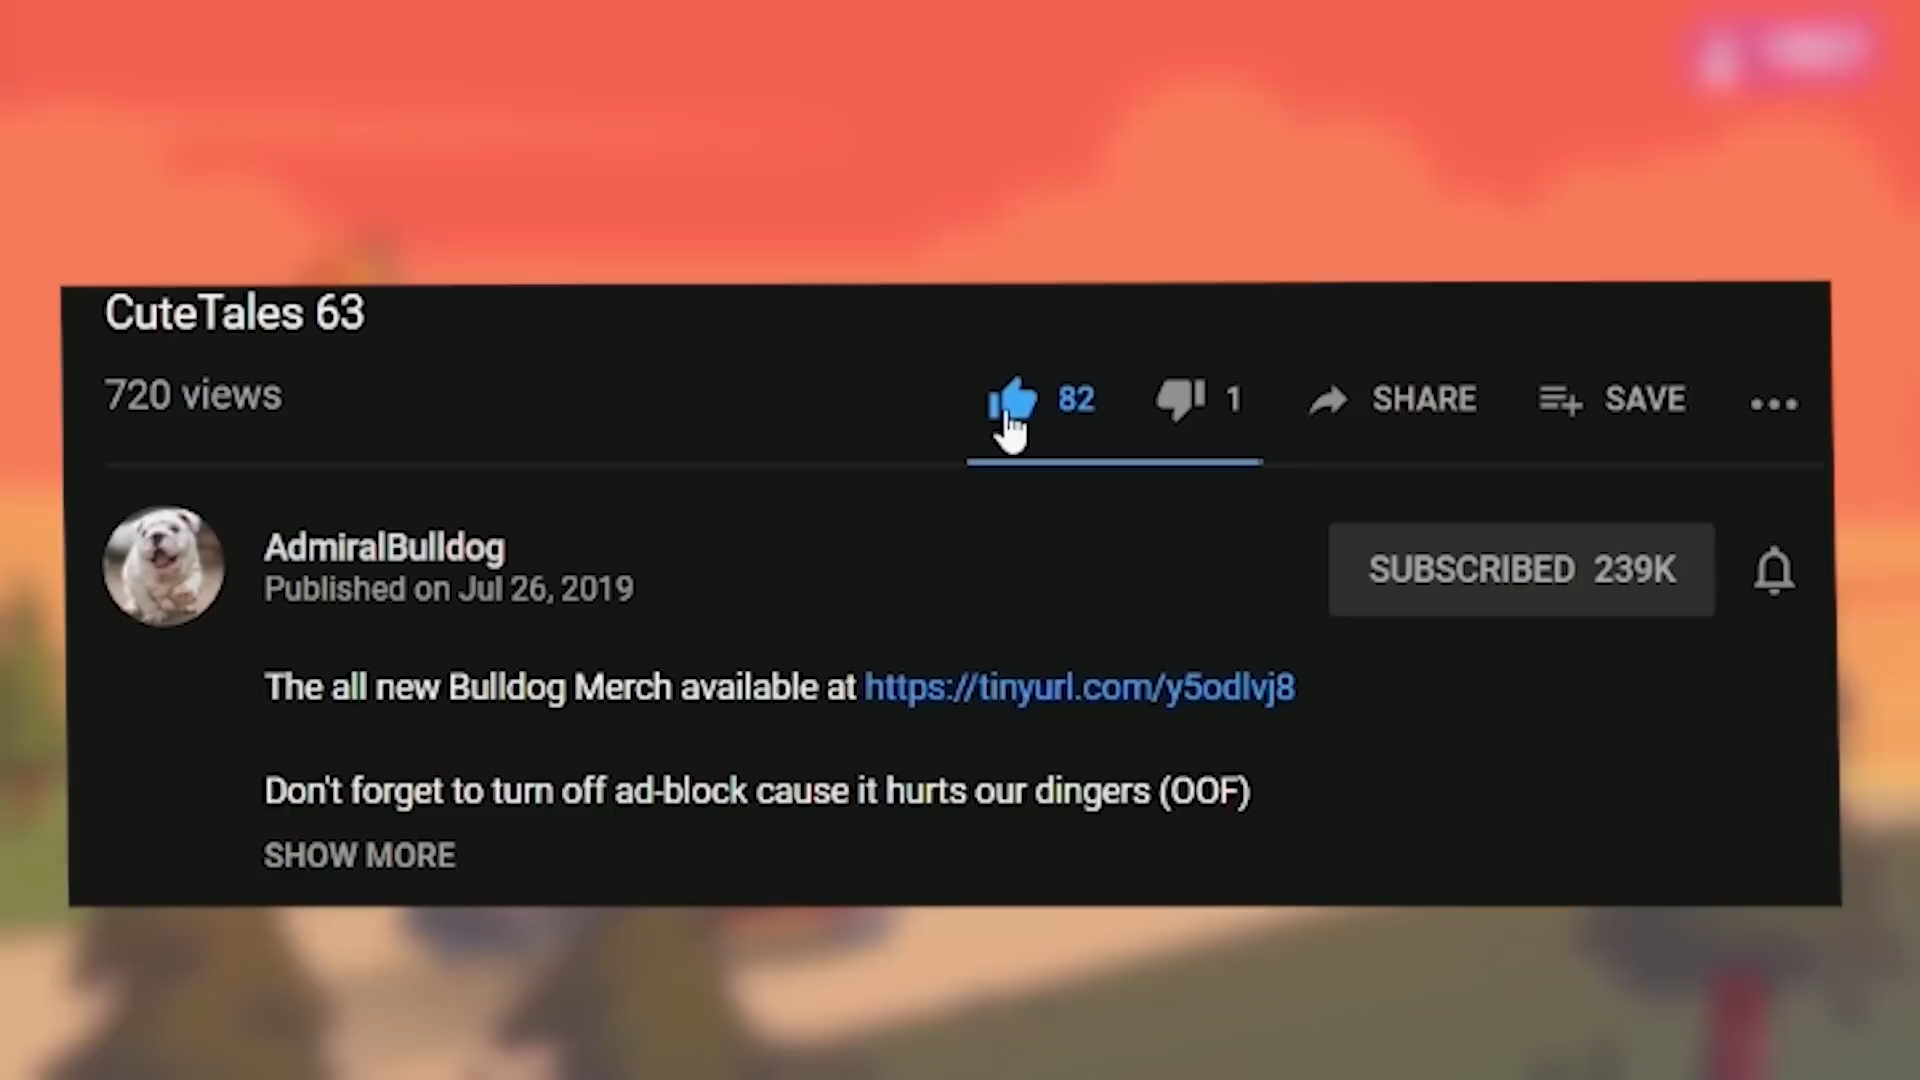 CuteTales 63
720 views
82 1 SHARE SAVE
AdmiralBulldog
Published on Jul 26, 2019
SUBSCRIBED 239K
The all new Bulldog Merch available at https://tinyurl.com/y5odlvj8
Don't forget to turn off ad-block cause it hurts our dingers (OOF)
SHOW MORE